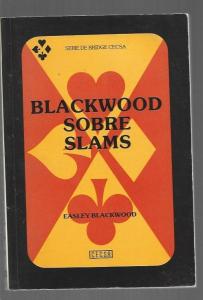 SERIE DE BRIDGE CECSA
BLACKWOOD
SOBRE
SLAMS
EASLEY BLACKWOOD
CECSA